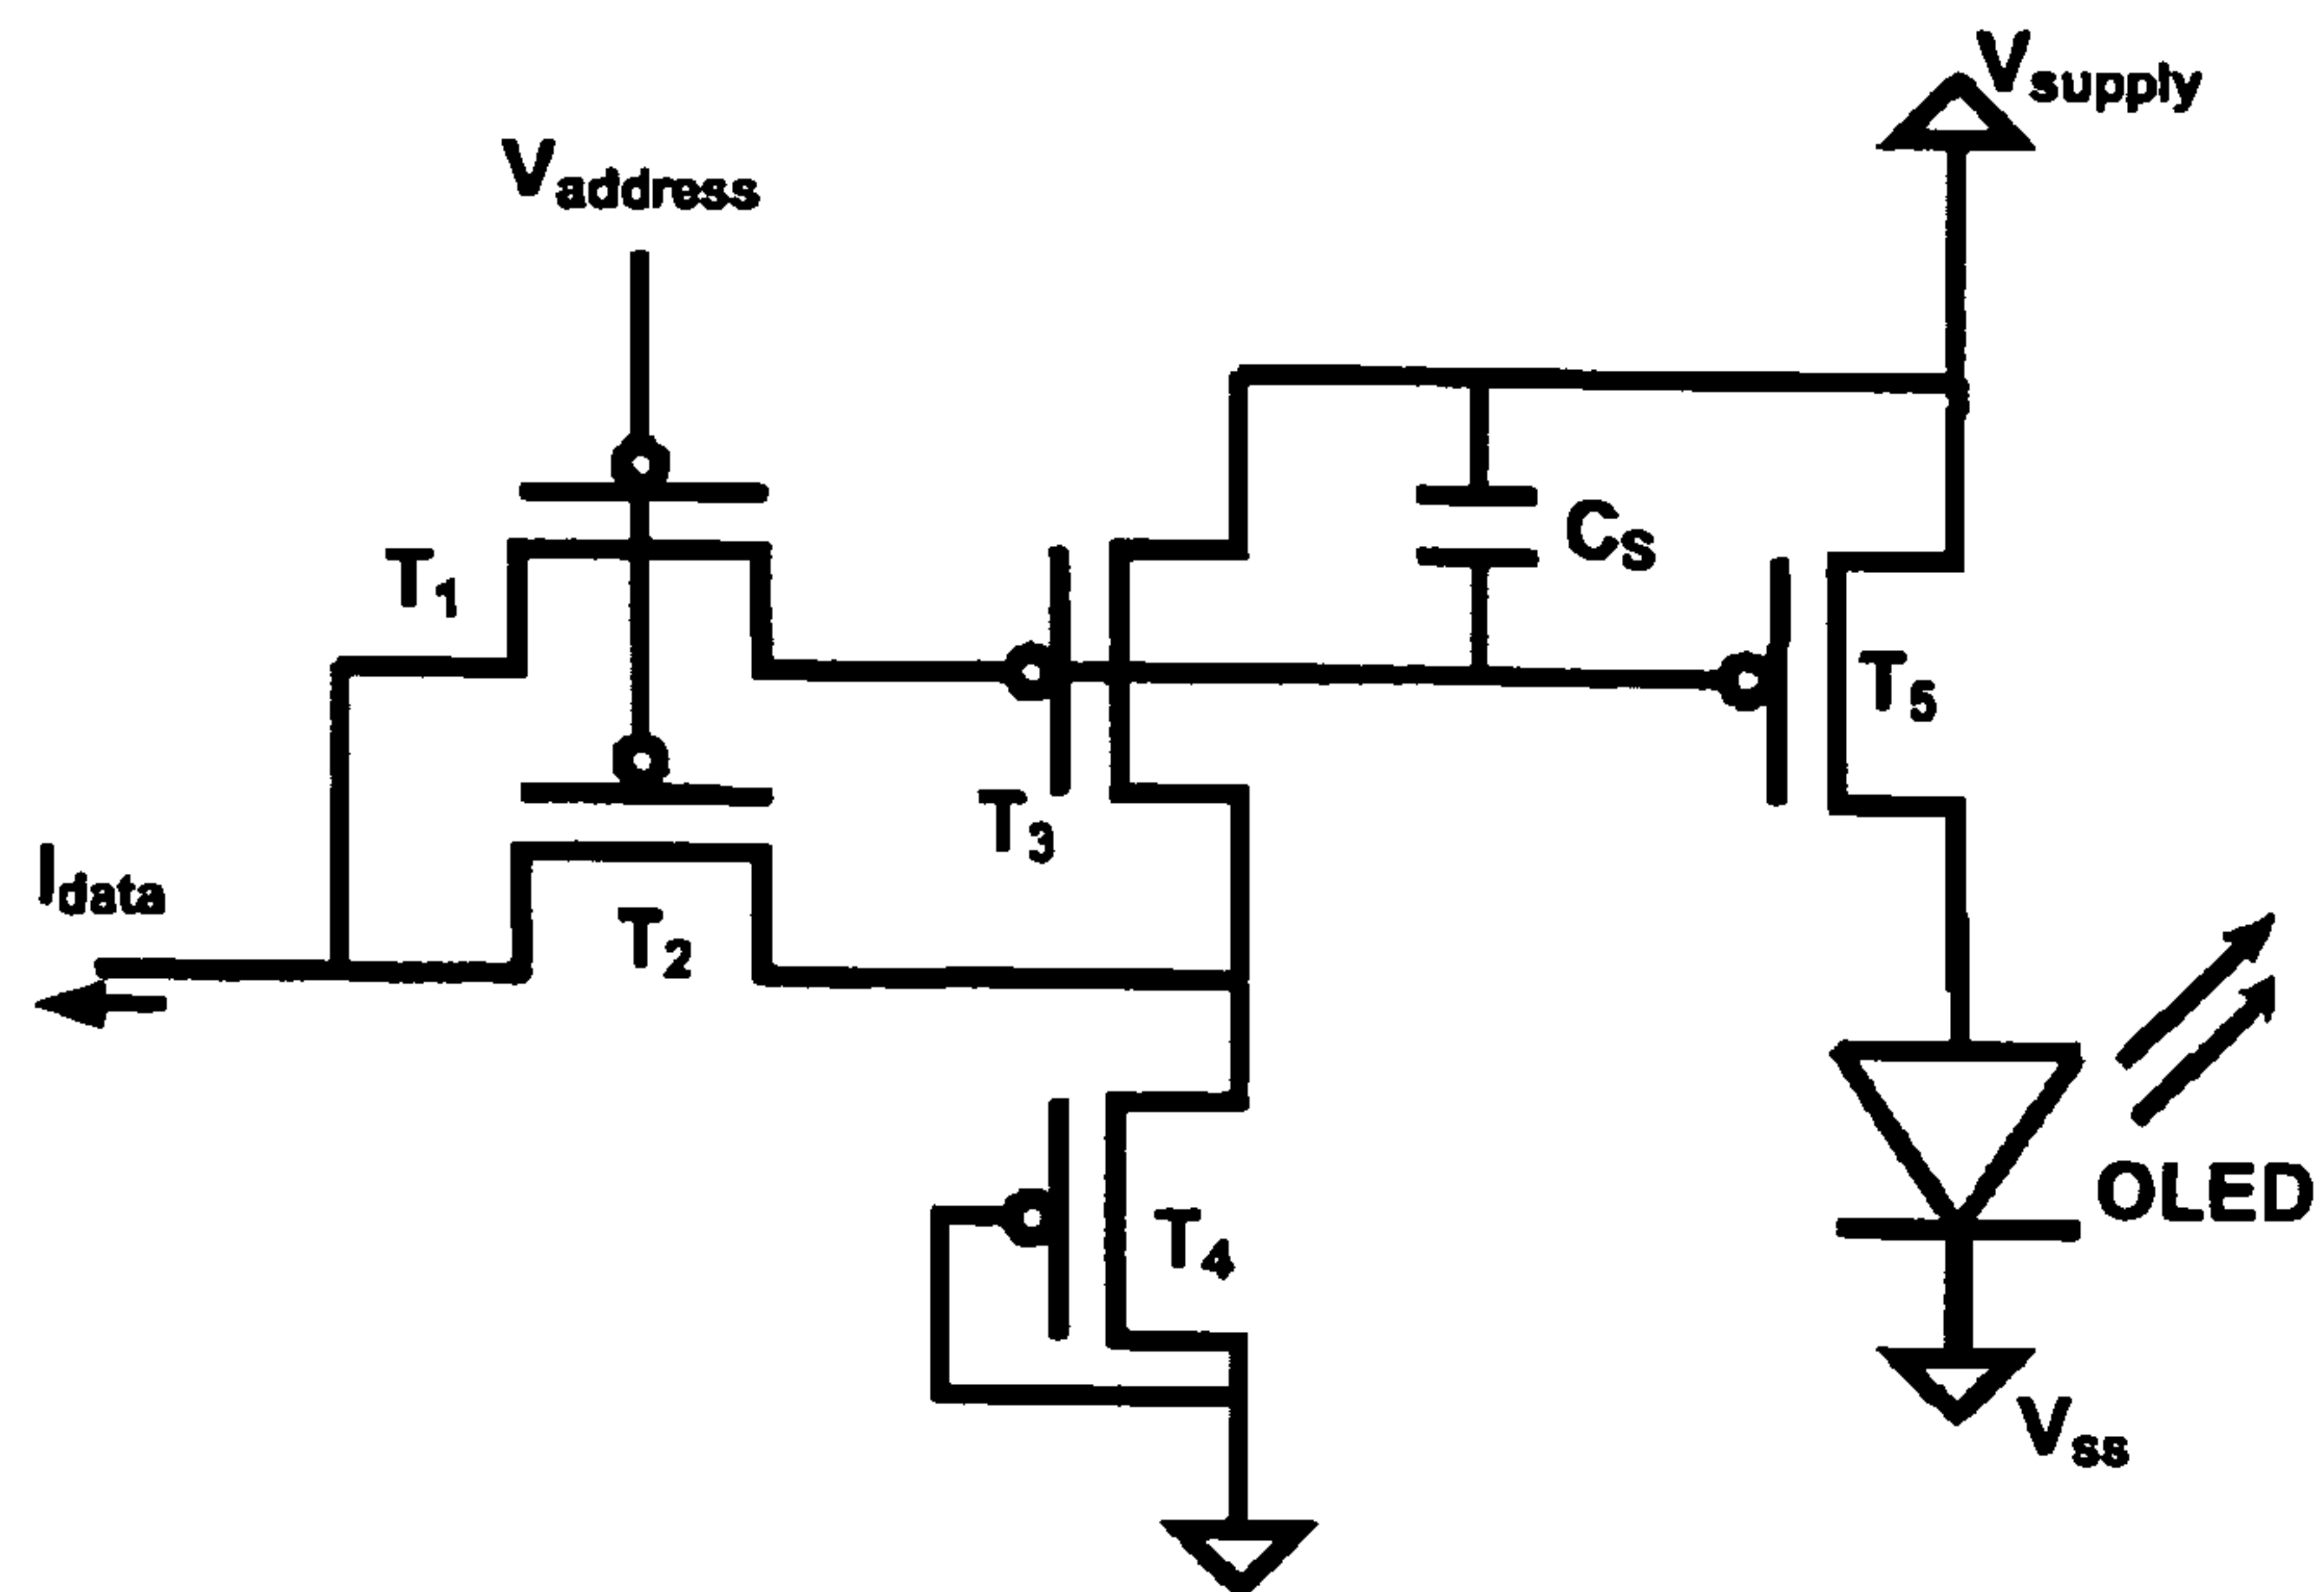 Vsupply
Vaddress
CS
T1
T5
T3
Idata
T2
T4
OLED
Vss